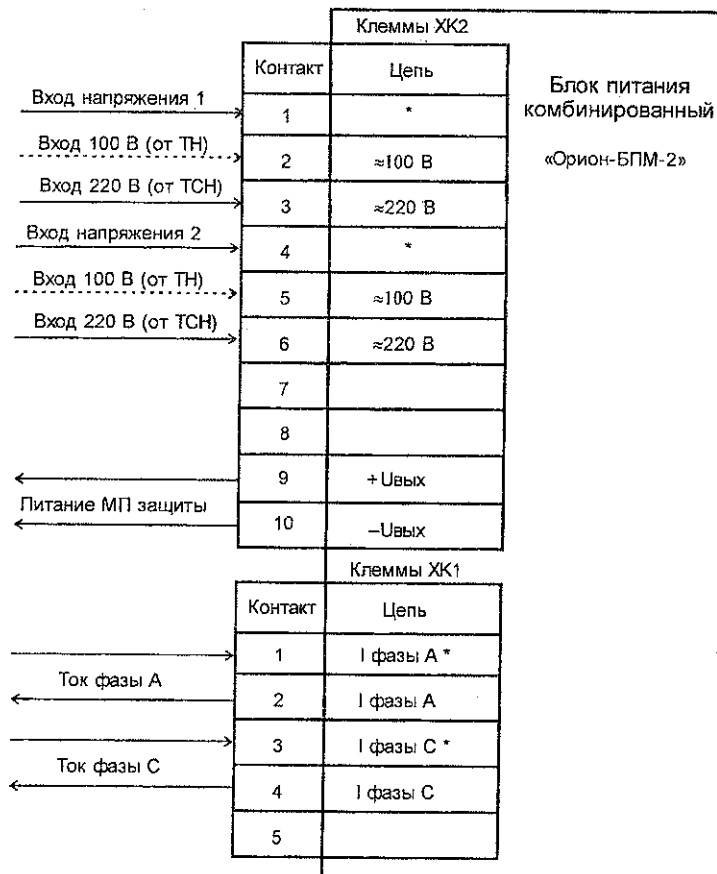 Клеммы ХК2
Контакт Цепь
Блок питания
комбинированный
«Орион-БПМ-2»
Вход напряжения 1
1 *
Вход 100 В (от ТН)
2 ≈100 В
Вход 220 В (от ТСН)
3 ≈220 В
Вход напряжения 2
4 *
Вход 100 В (от ТН)
5 ≈100 В
Вход 220 В (от ТСН)
6 ≈220 В
7
8
9 +Uвых
Питание МП защиты
10 –Uвых
Клеммы ХК1
Контакт Цепь
1 I фазы А *
Ток фазы А
2 I фазы А
3 I фазы С *
Ток фазы С
4 I фазы С
5